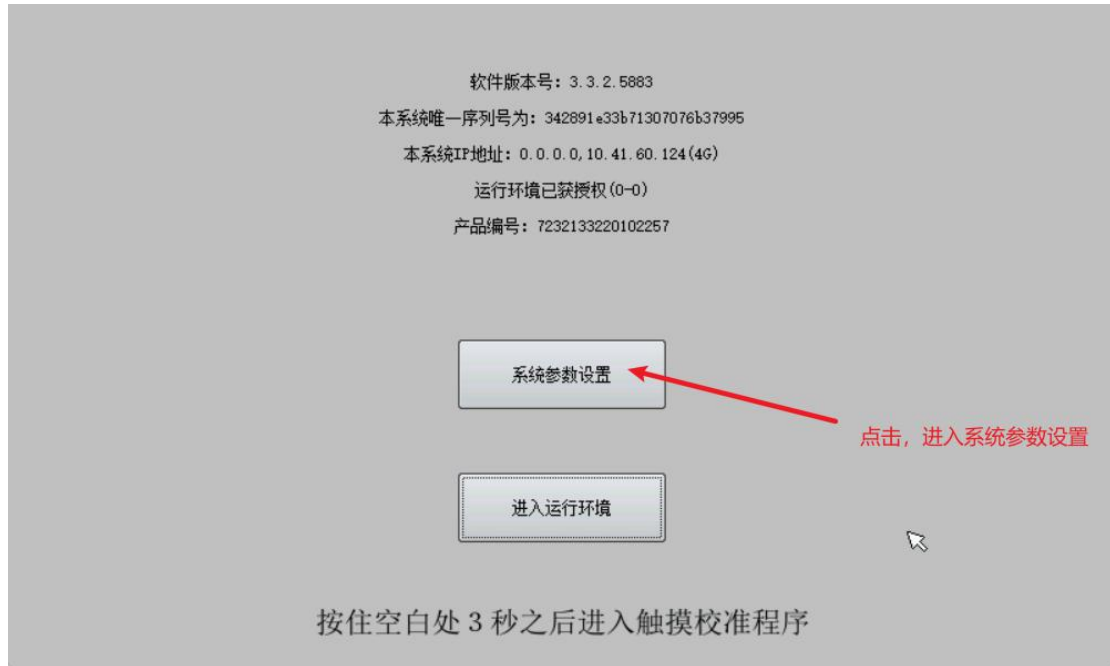 软件版本号：3.3.2.5883
本系统唯一序列号为：342891e33b71307076b37995
本系统IP地址：0.0.0.0,10.41.60.124(4G)
运行环境已获授权(0-0)
产品编号：7232133220102257
系统参数设置
点击，进入系统参数设置
进入运行环境
按住空白处 3 秒之后进入触摸校准程序